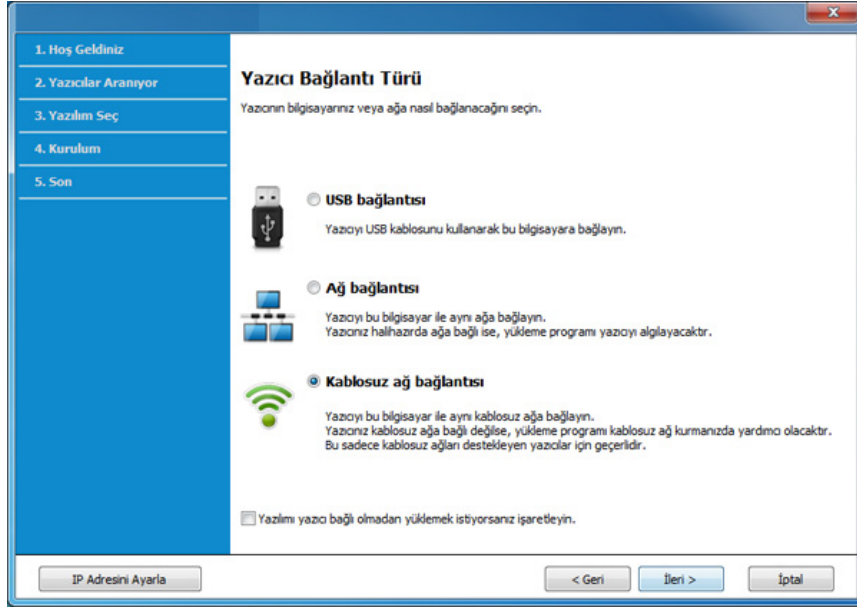 x
1. Hoş Geldiniz
2. Yazıcılar Aranıyor
3. Yazılım Seç
4. Kurulum
5. Son
Yazıcı Bağlantı Türü
Yazıcının bilgisayarınız veya ağa nasıl bağlanacağını seçin.
USB bağlantısı
Yazıcıyı USB kablosunu kullanarak bu bilgisayara bağlayın.
Ağ bağlantısı
Yazıcıyı bu bilgisayar ile aynı ağa bağlayın.
Yazıcınız halihazırda ağa bağlı ise, yükleme programı yazıcıyı algılayacaktır.
Kablosuz ağ bağlantısı
Yazıcıyı bu bilgisayar ile aynı kablosuz ağa bağlayın.
Yazıcınız kablosuz ağa bağlı değilse, yükleme programı kablosuz ağ kurmanızda yardımcı olacaktır.
Bu sadece kablosuz ağları destekleyen yazıcılar için geçerlidir.
Yazılımı yazıcı bağlı olmadan yüklemek istiyorsanız işaretleyin.
IP Adresini Ayarla
< Geri
İleri >
İptal